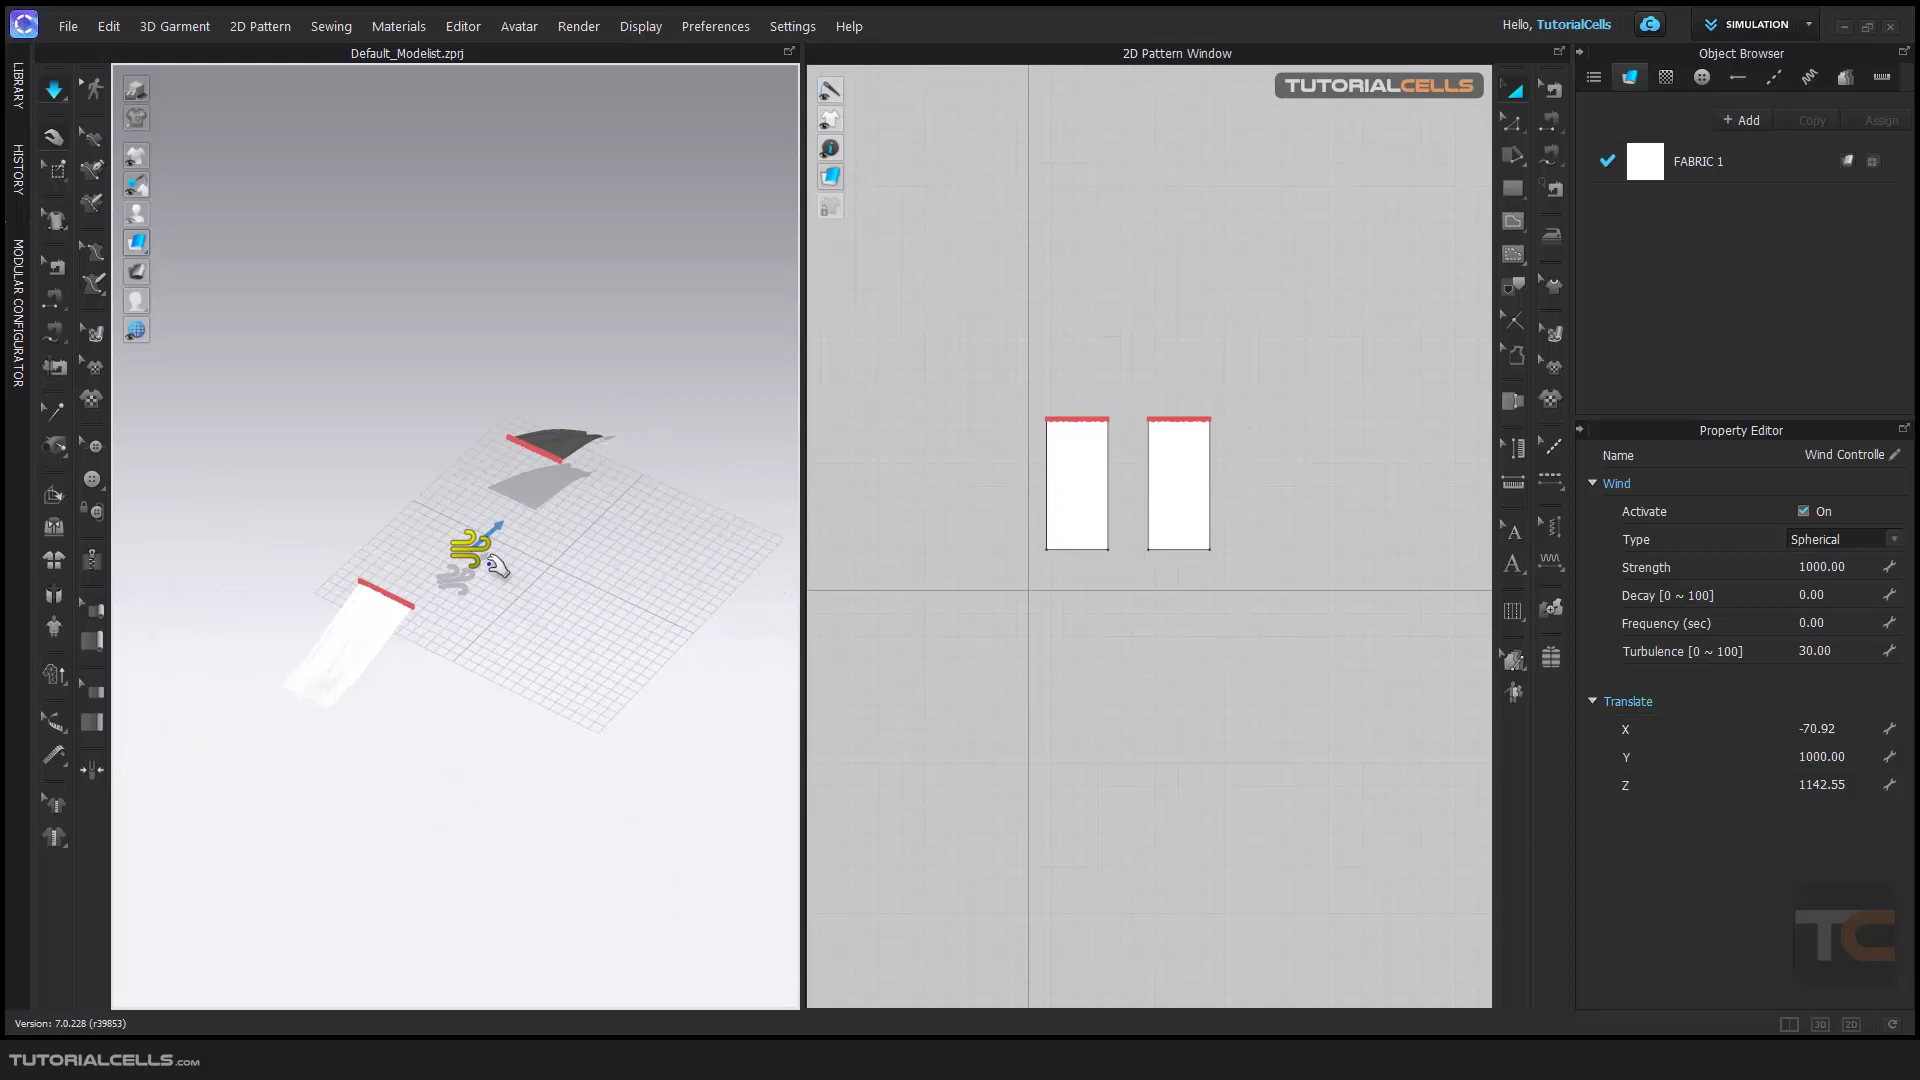 File Edit 3D Garment 2D Pattern Sewing Materials Editor Avatar Render Display Preferences Settings Help
Hello, TutorialCells
SIMULATION
Default_Modelist.zprj
2D Pattern Window
Object Browser
LIBRARY
HISTORY
MODULAR CONFIGURATOR
TUTORIALCELLS
+ Add
Copy
Assign
FABRIC 1
Property Editor
Name Wind Controlle
Wind
Activate On
Type Spherical
Strength 1000.00
Decay [0 ~ 100] 0.00
Frequency (sec) 0.00
Turbulence [0 ~ 100] 30.00
Translate
X -70.92
Y 1000.00
Z 1142.55
TC
Version: 7.0.228 (r39853)
3D
2D
TUTORIALCELLS.com